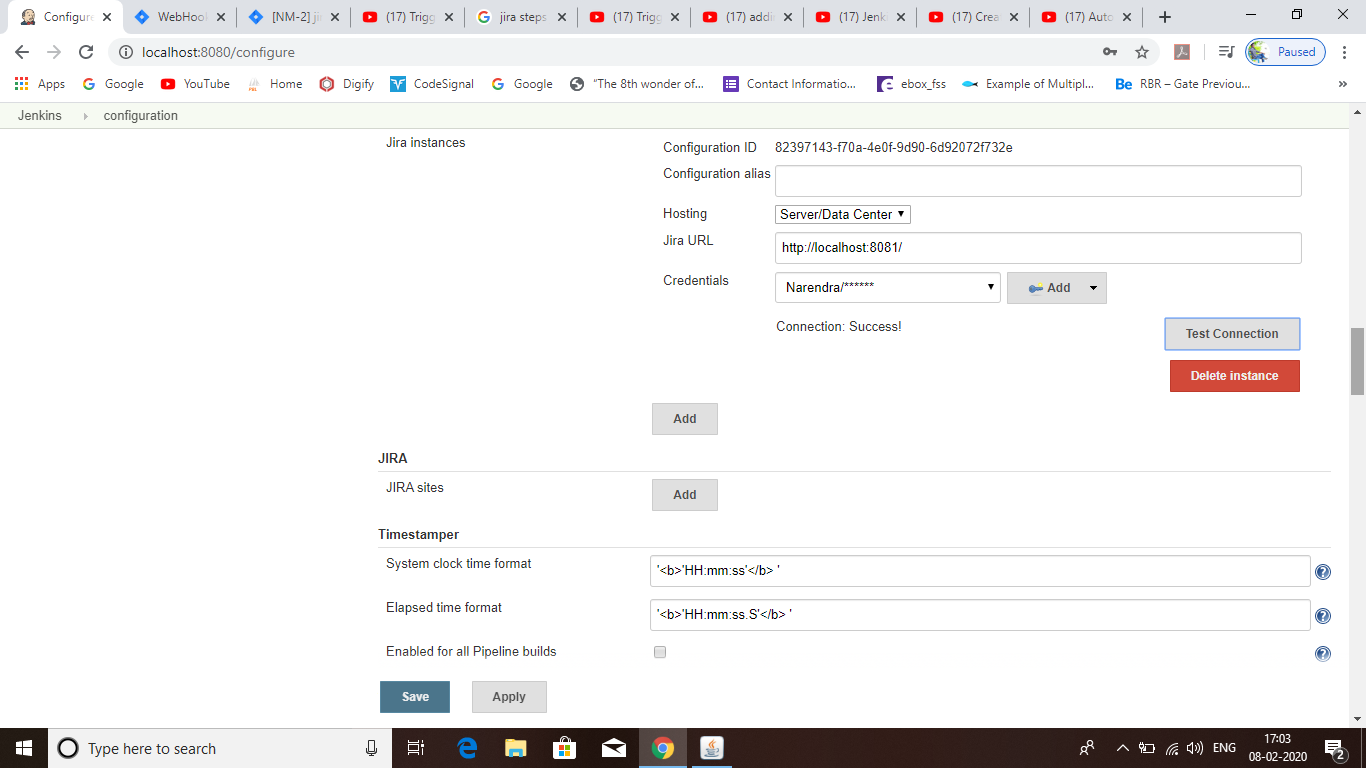 Configure
WebHook
[NM-2] ji
(17) Trigg
jira steps
(17) Trigg
(17) addi
(17) Jenk
(17) Crea
(17) Auto
localhost:8080/configure
Paused
Apps
Google
YouTube
Home
Digify
CodeSignal
Google
"The 8th wonder of...
Contact Informatio...
ebox_fss
Example of Multipl...
Be RBR – Gate Previou...
»
Jenkins
configuration
Jira instances
Configuration ID 82397143-f70a-4e0f-9d90-6d92072f732e
Configuration alias
Hosting Server/Data Center
Jira URL http://localhost:8081/
Credentials Narendra/****** Add
Connection: Success! Test Connection
Delete instance
Add
JIRA
JIRA sites Add
Timestamper
System clock time format '<b>'HH:mm:ss'</b> '
Elapsed time format '<b>'HH:mm:ss.S'</b> '
Enabled for all Pipeline builds
Save Apply
Type here to search
ENG
17:03
08-02-2020
2